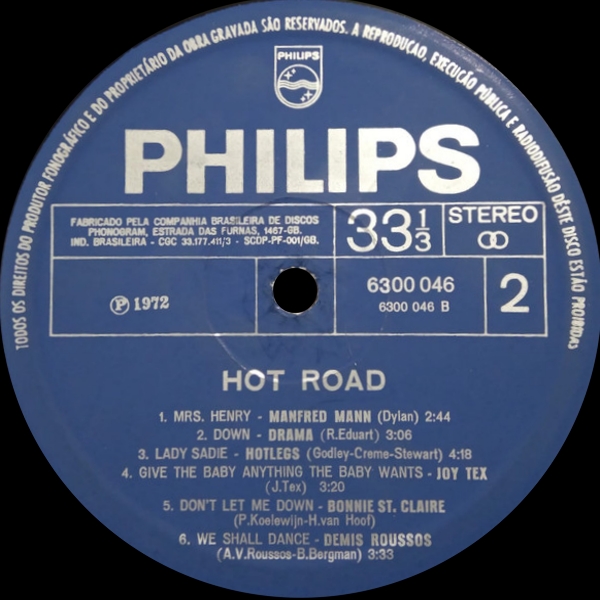 TODOS OS DIREITOS DO PRODUTOR FONOGRÁFICO E DO PROPRIETÁRIO DA OBRA GRAVADA SÃO RESERVADOS. A REPRODUÇÃO, EXECUÇÃO PÚBLICA E RADIODIFUSÃO DÊSTE DISCO ESTÃO PROIBIDAS
PHILIPS
PHILIPS
FABRICADO PELA COMPANHIA BRASILEIRA DE DISCOS
PHONOGRAM, ESTRADA DAS FURNAS, 1467-GB.
IND. BRASILEIRA - CGC 33.177.411/3 - SCDP-PF-001/GB.
33 1/3
STEREO
℗ 1972
6300 046
6300 046 B
2
HOT ROAD
1. MRS. HENRY - MANFRED MANN (Dylan) 2:44
2. DOWN - DRAMA (R.Eduart) 3:06
3. LADY SADIE - HOTLEGS (Godley-Creme-Stewart) 4:18
4. GIVE THE BABY ANYTHING THE BABY WANTS - JOY TEX
(J.Tex) 3:20
5. DON'T LET ME DOWN - BONNIE ST. CLAIRE
(P.Koelewijn-H.van Hoof)
6. WE SHALL DANCE - DEMIS ROUSSOS
(A.V.Roussos-B.Bergman) 3:33